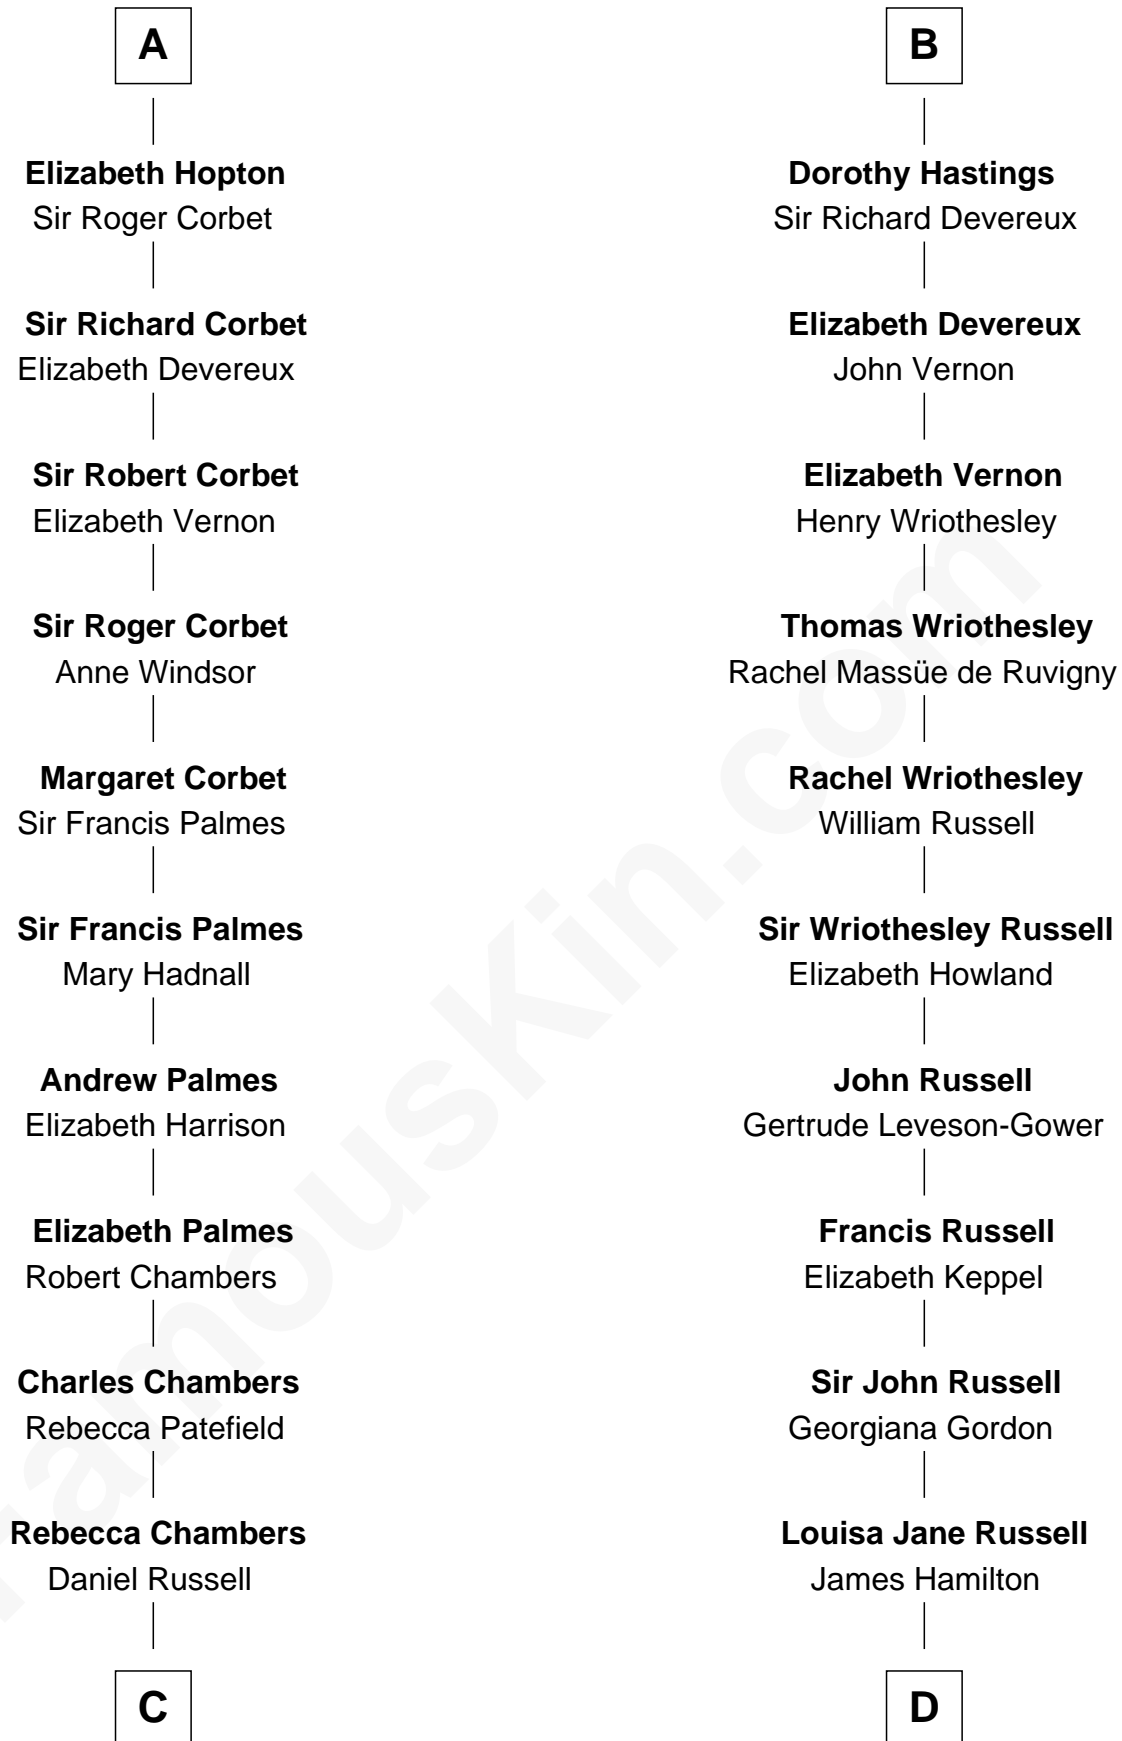 A
Elizabeth Hopton
Sir Roger Corbet
Sir Richard Corbet
Elizabeth Devereux
Sir Robert Corbet
Elizabeth Vernon
Sir Roger Corbet
Anne Windsor
Margaret Corbet
Sir Francis Palmes
Sir Francis Palmes
Mary Hadnall
Andrew Palmes
Elizabeth Harrison
Elizabeth Palmes
Robert Chambers
Charles Chambers
Rebecca Patefield
Rebecca Chambers
Daniel Russell
C
B
Dorothy Hastings
Sir Richard Devereux
Elizabeth Devereux
John Vernon
Elizabeth Vernon
Henry Wriothesley
Thomas Wriothesley
Rachel Massüe de Ruvigny
Rachel Wriothesley
William Russell
Sir Wriothesley Russell
Elizabeth Howland
John Russell
Gertrude Leveson-Gower
Francis Russell
Elizabeth Keppel
Sir John Russell
Georgiana Gordon
Louisa Jane Russell
James Hamilton
D
FamousKin.com